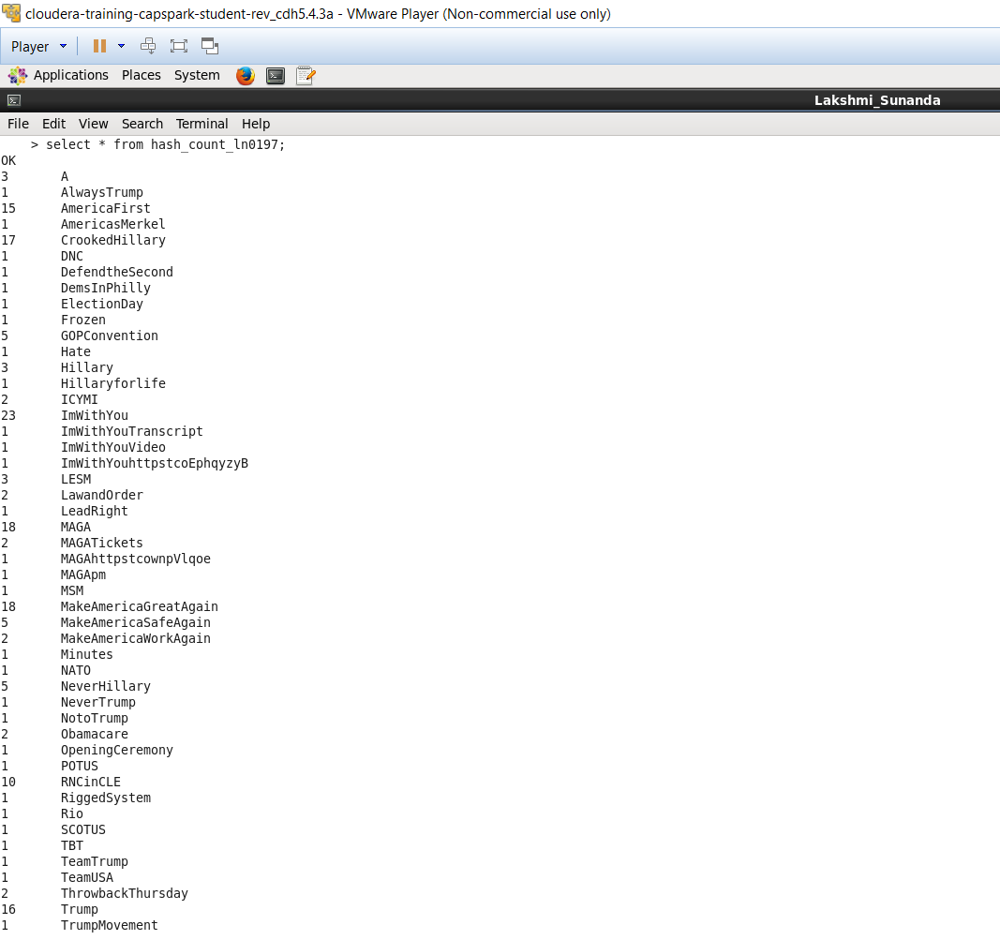 cloudera-training-capspark-student-rev_cdh5.4.3a - VMware Player (Non-commercial use only)
Player
Applications Places System
Lakshmi_Sunanda
File Edit View Search Terminal Help
> select * from hash_count_ln0197;
OK
3 A
1 AlwaysTrump
15 AmericaFirst
1 AmericasMerkel
17 CrookedHillary
1 DNC
1 DefendtheSecond
1 DemsInPhilly
1 ElectionDay
1 Frozen
5 GOPConvention
1 Hate
3 Hillary
1 Hillaryforlife
2 ICYMI
23 ImWithYou
1 ImWithYouTranscript
1 ImWithYouVideo
1 ImWithYouhttpstcoEphqyzyB
3 LESM
2 LawandOrder
1 LeadRight
18 MAGA
2 MAGATickets
1 MAGAhttpstcownpVlqoe
1 MAGApm
1 MSM
18 MakeAmericaGreatAgain
5 MakeAmericaSafeAgain
2 MakeAmericaWorkAgain
1 Minutes
1 NATO
5 NeverHillary
1 NeverTrump
1 NotoTrump
2 Obamacare
1 OpeningCeremony
1 POTUS
10 RNCinCLE
1 RiggedSystem
1 Rio
1 SCOTUS
1 TBT
1 TeamTrump
1 TeamUSA
2 ThrowbackThursday
16 Trump
1 TrumpMovement